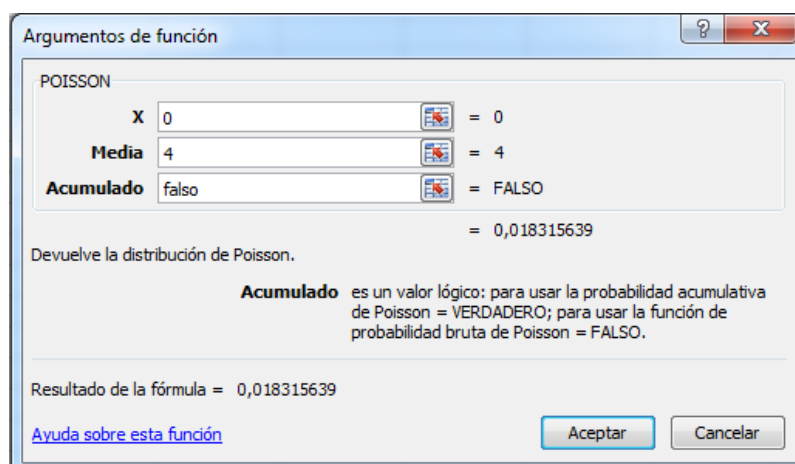 Argumentos de función
POISSON
X 0 = 0
Media 4 = 4
Acumulado falso = FALSO
= 0,018315639
Devuelve la distribución de Poisson.
Acumulado es un valor lógico: para usar la probabilidad acumulativa
de Poisson = VERDADERO; para usar la función de
probabilidad bruta de Poisson = FALSO.
Resultado de la fórmula = 0,018315639
Ayuda sobre esta función Aceptar Cancelar